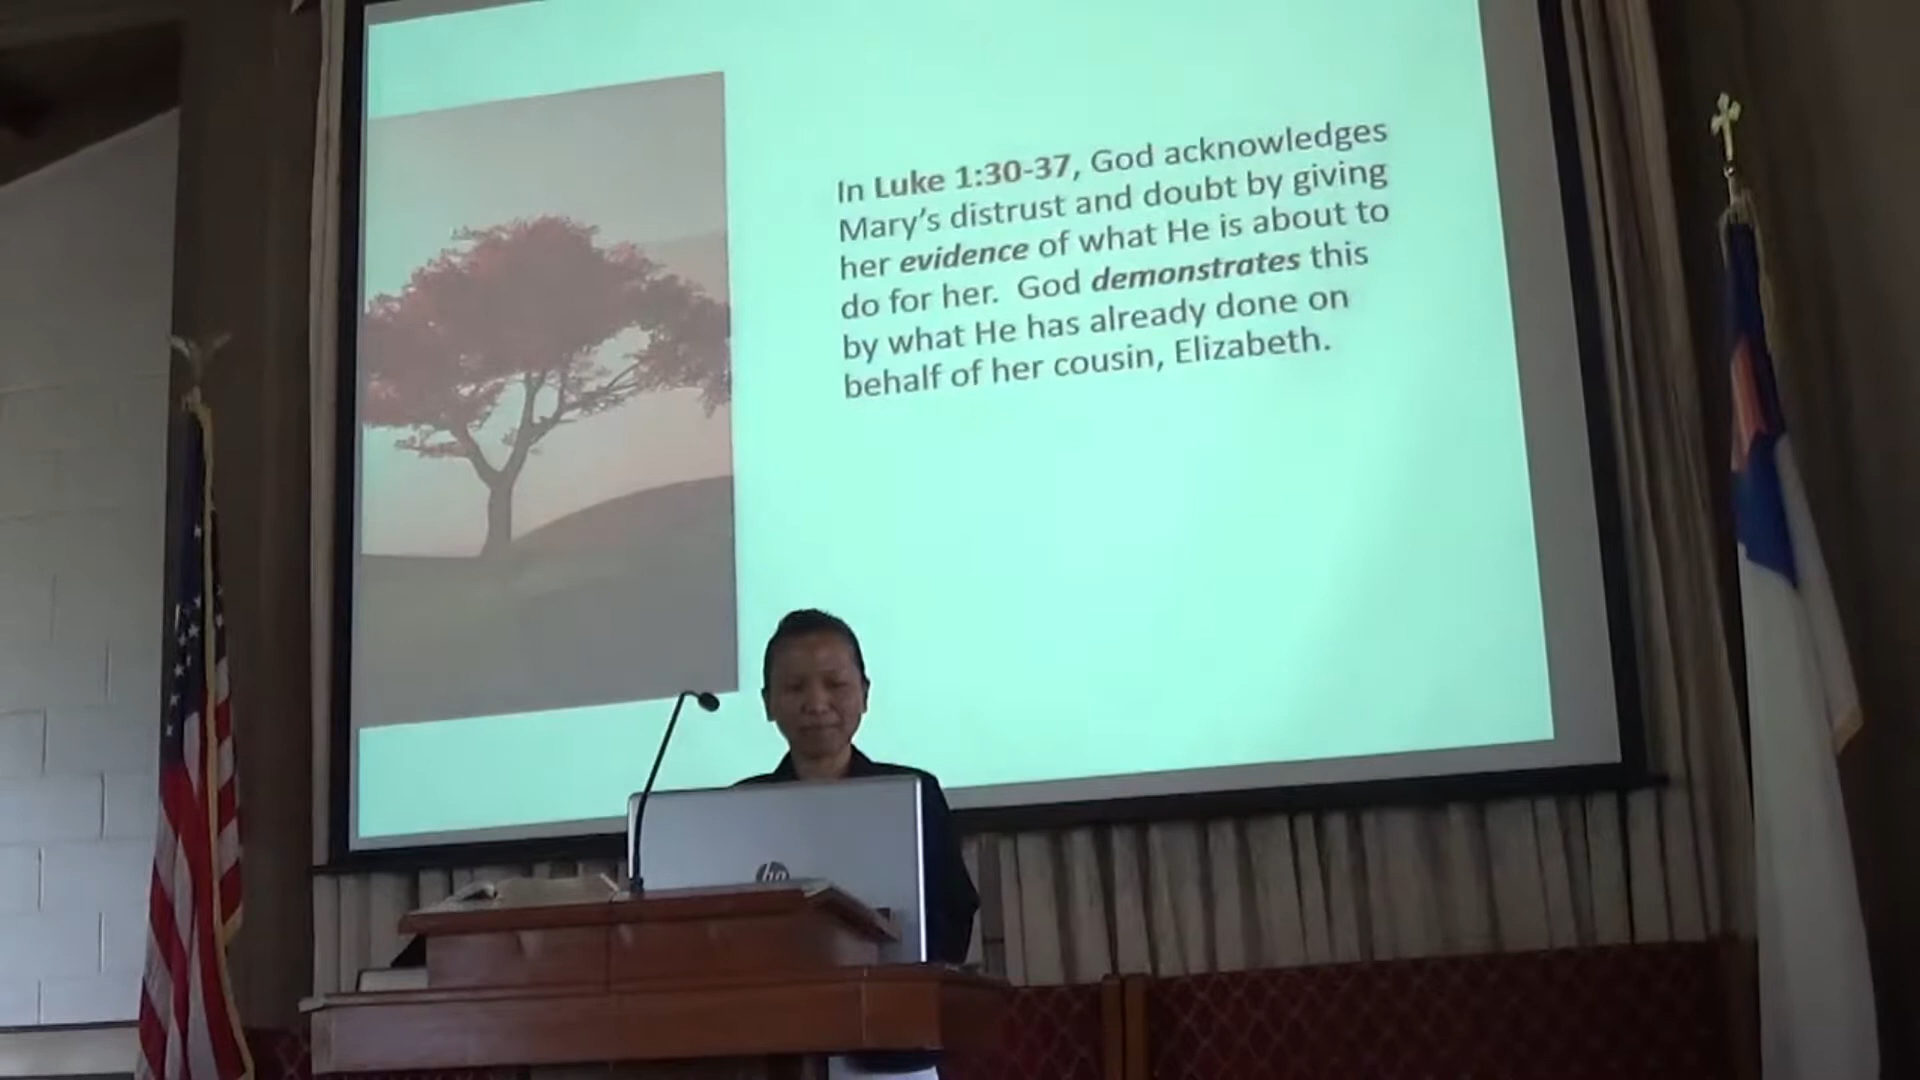 In Luke 1:30-37, God acknowledges
Mary's distrust and doubt by giving
her evidence of what He is about to
do for her. God demonstrates this
by what He has already done on
behalf of her cousin, Elizabeth.
hp